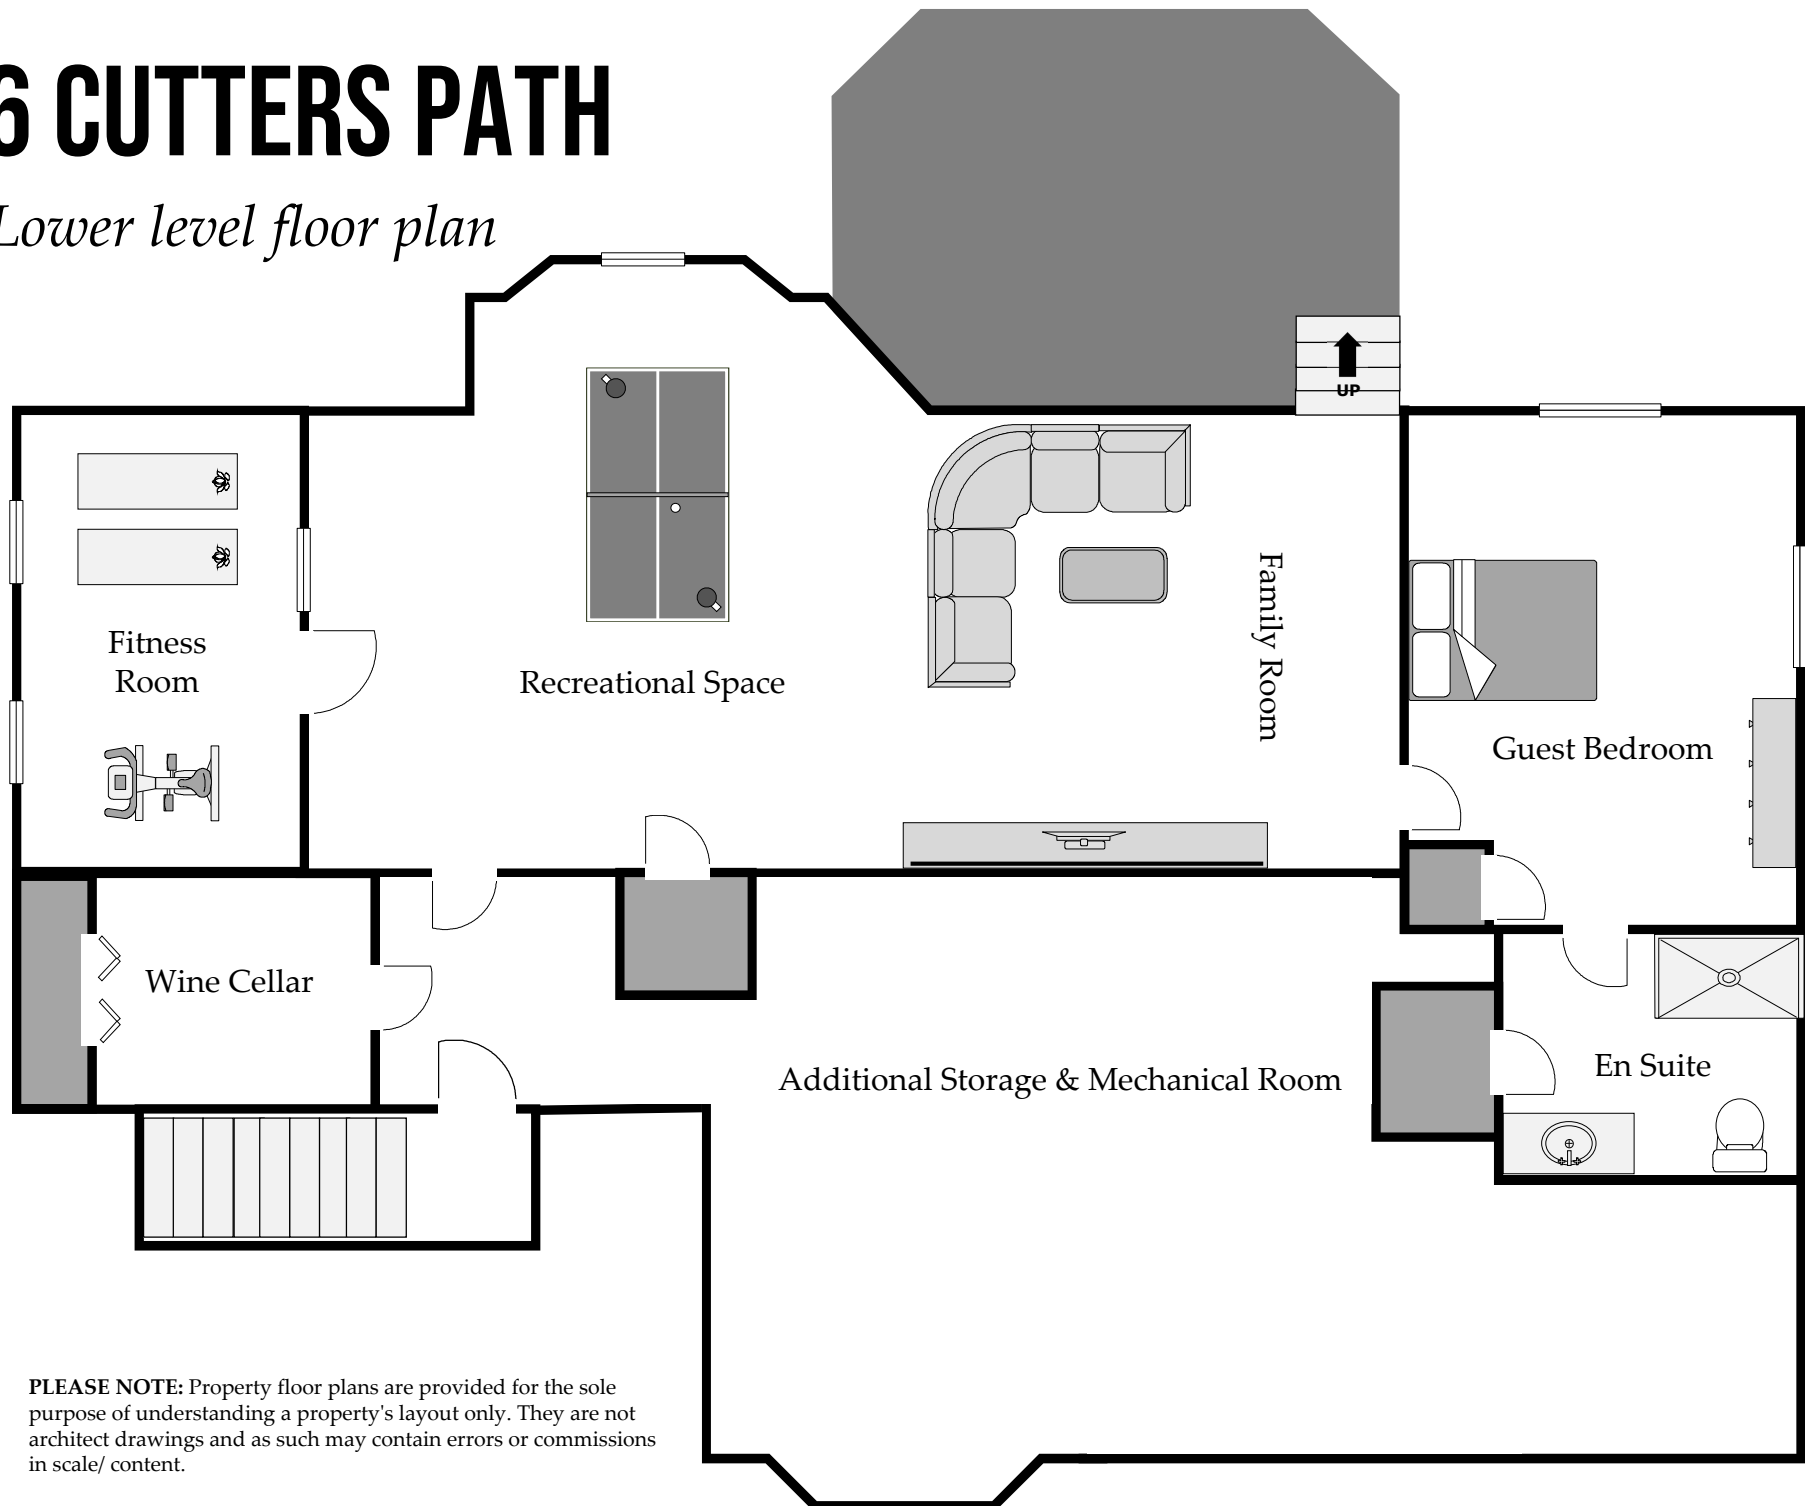 6 CUTTERS PATH
Lower level floor plan
UP
Fitness
Room
Recreational Space
Family Room
Guest Bedroom
Wine Cellar
Additional Storage & Mechanical Room
En Suite
PLEASE NOTE: Property floor plans are provided for the sole
purpose of understanding a property's layout only. They are not
architect drawings and as such may contain errors or commissions
in scale/ content.